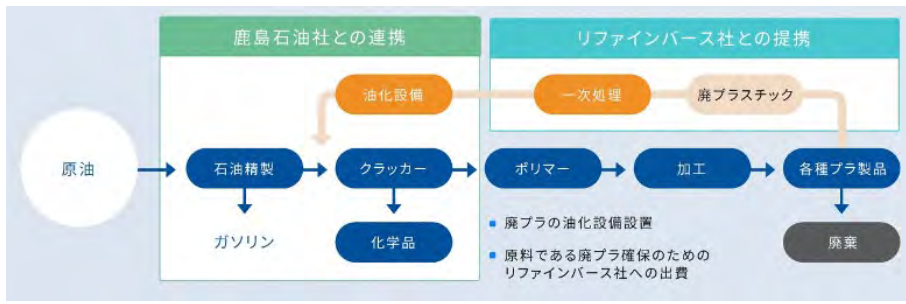 鹿島石油社との連携
リファインバース社との提携
油化設備
一次処理
廃プラスチック
原油
石油精製
クラッカー
ポリマー
加工
各種プラ製品
ガソリン
化学品
廃棄
廃プラの油化設備設置
原料である廃プラ確保のための
リファインバース社への出費